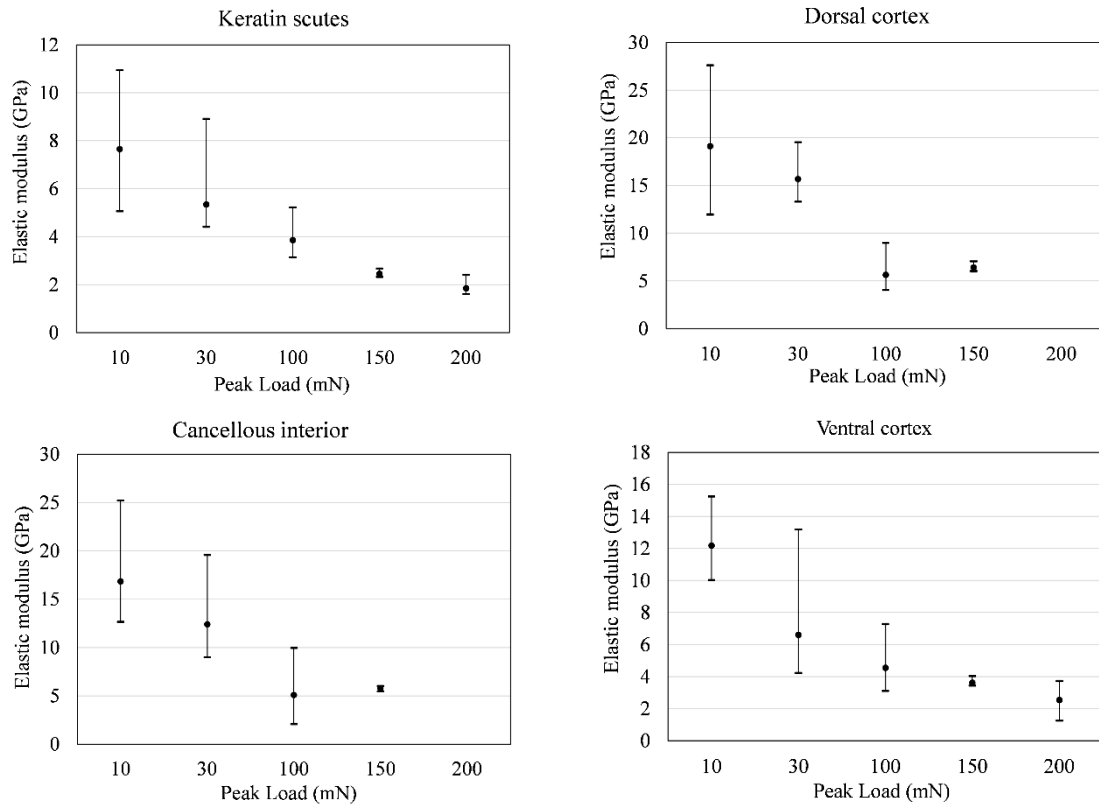 Keratin scutes
12
10
8
6
4
2
0
Elastic modulus (GPa)
10 30 100 150 200
Peak Load (mN)
Dorsal cortex
30
25
20
15
10
5
0
Elastic modulus (GPa)
10 30 100 150 200
Peak Load (mN)
Cancellous interior
30
25
20
15
10
5
0
Elastic modulus (GPa)
10 30 100 150 200
Peak Load (mN)
Ventral cortex
18
16
14
12
10
8
6
4
2
0
Elastic modulus (GPa)
10 30 100 150 200
Peak Load (mN)